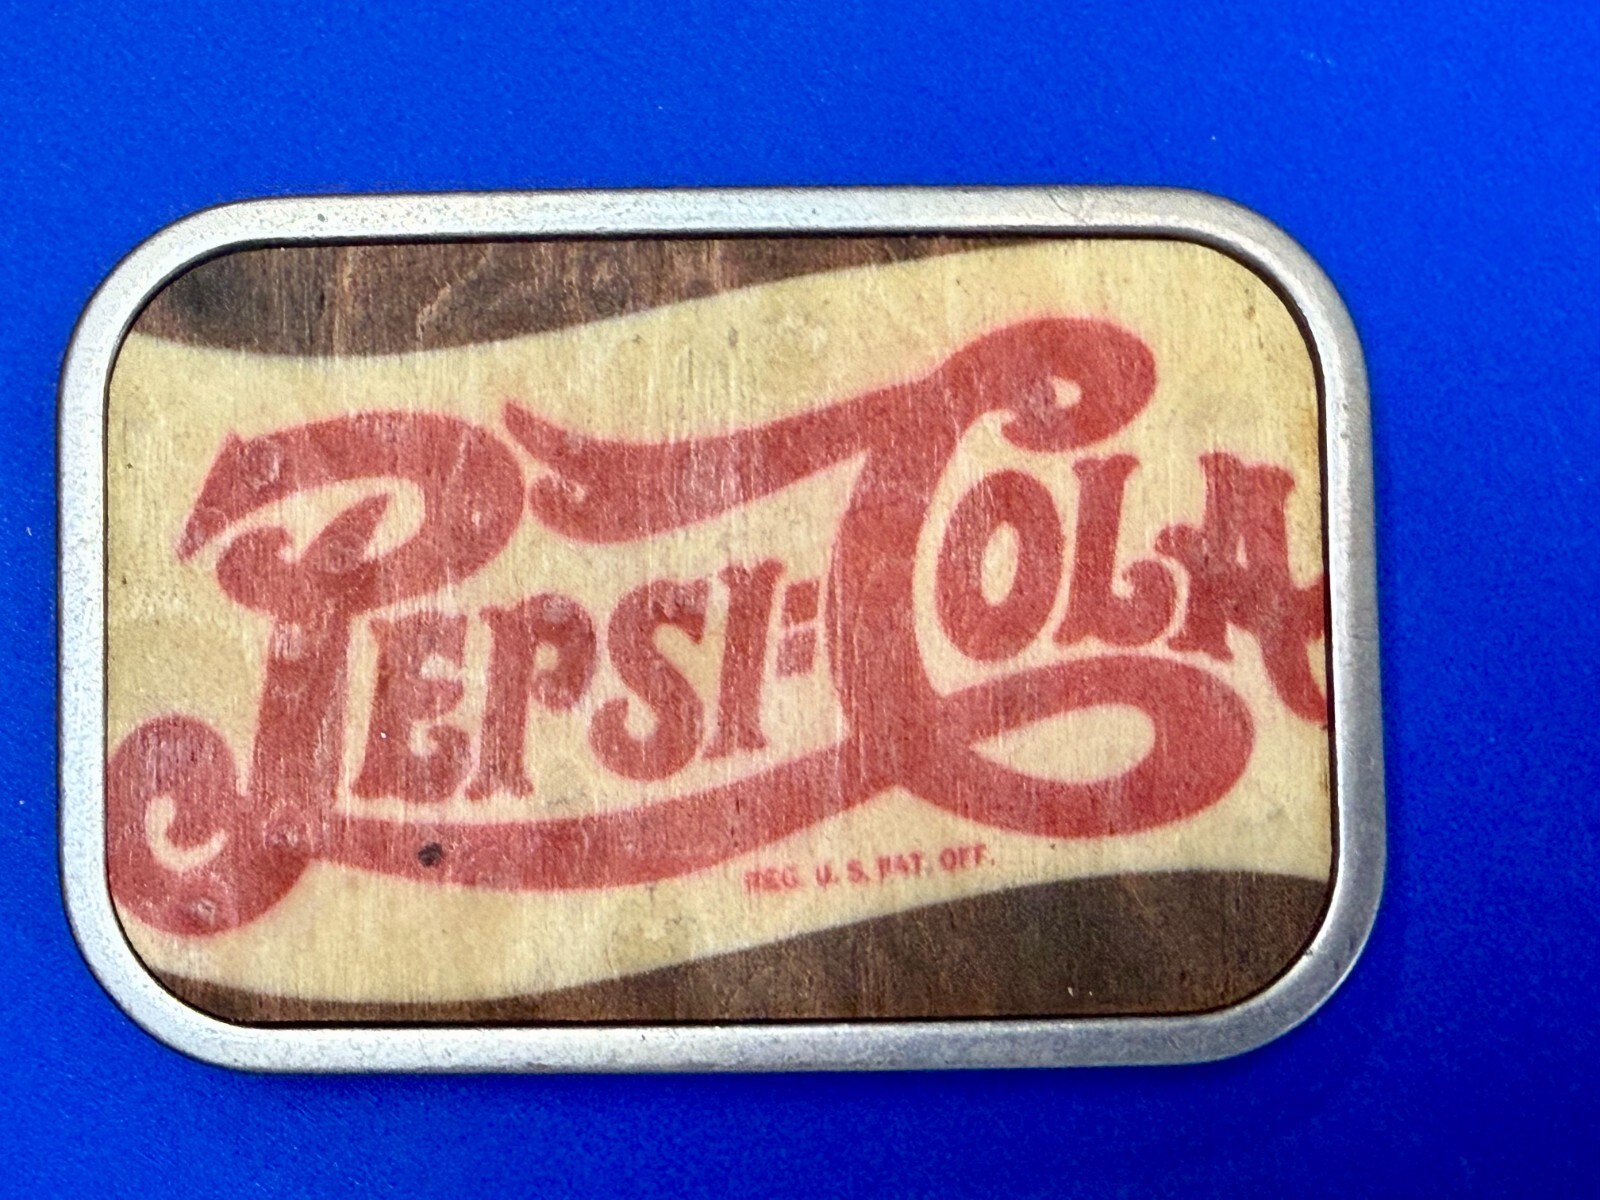 PEPSI=COLA
REG. U. S. PAT. OFF.